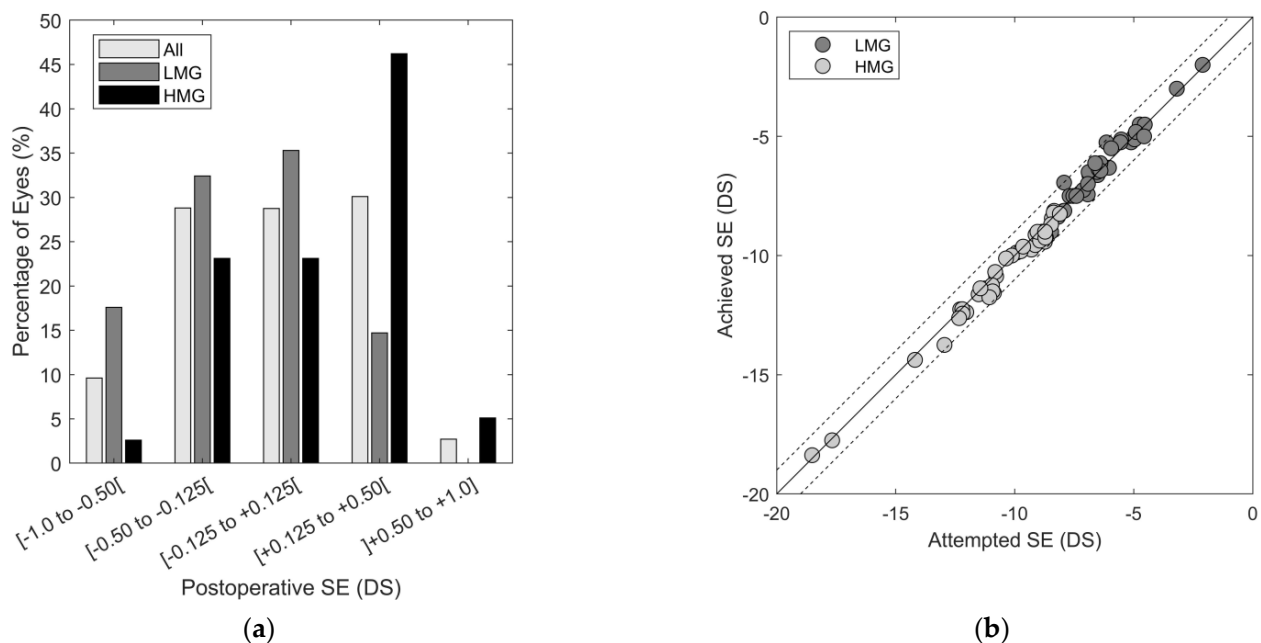 50
45
40
35
30
25
20
15
10
5
0
Percentage of Eyes (%)
All
LMG
HMG
[-1.0 to -0.50[
[-0.50 to -0.125[
[-0.125 to +0.125[
[+0.125 to +0.50[
]+0.50 to +1.0]
Postoperative SE (DS)
(a)
0
-5
-10
-15
-20
Achieved SE (DS)
LMG
HMG
-20 -15 -10 -5 0
Attempted SE (DS)
(b)